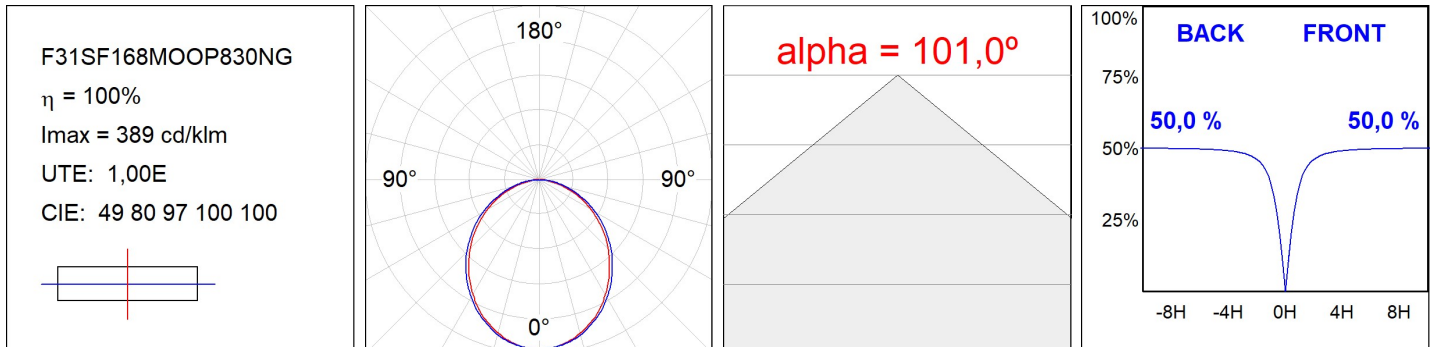 F31SF168MOOP830NG
η = 100%
Imax = 389 cd/klm
UTE: 1,00E
CIE: 49 80 97 100 100
180°
90° 90°
0°
alpha = 101,0º
100%
BACK FRONT
75%
50,0 % 50,0 %
50%
25%
-8H -4H 0H 4H 8H